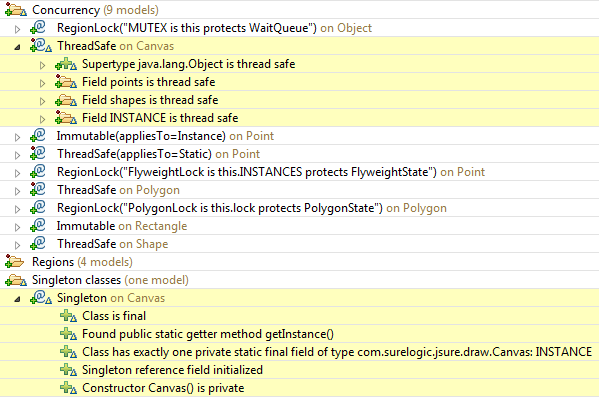 Concurrency (9 models)
RegionLock("MUTEX is this protects WaitQueue") on Object
ThreadSafe on Canvas
Supertype java.lang.Object is thread safe
Field points is thread safe
Field shapes is thread safe
Field INSTANCE is thread safe
Immutable(appliesTo=Instance) on Point
ThreadSafe(appliesTo=Static) on Point
RegionLock("FlyweightLock is this.INSTANCES protects FlyweightState") on Point
ThreadSafe on Polygon
RegionLock("PolygonLock is this.lock protects PolygonState") on Polygon
Immutable on Rectangle
ThreadSafe on Shape
Regions (4 models)
Singleton classes (one model)
Singleton on Canvas
Class is final
Found public static getter method getInstance()
Class has exactly one private static final field of type com.surelogic.jsure.draw.Canvas: INSTANCE
Singleton reference field initialized
Constructor Canvas() is private